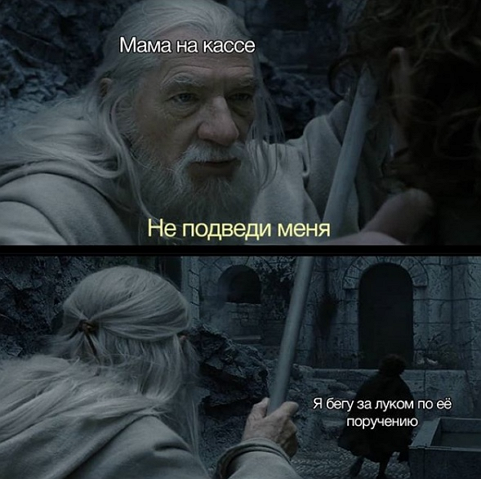 Мама на кассе
Не подведи меня
Я бегу за луком по её
поручению